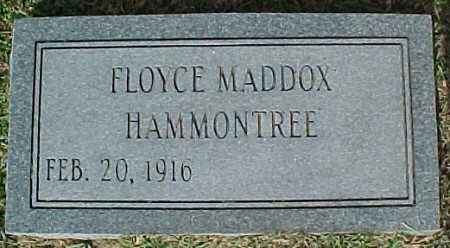 FLOYCE MADDOX
HAMMONTREE
FEB. 20, 1916